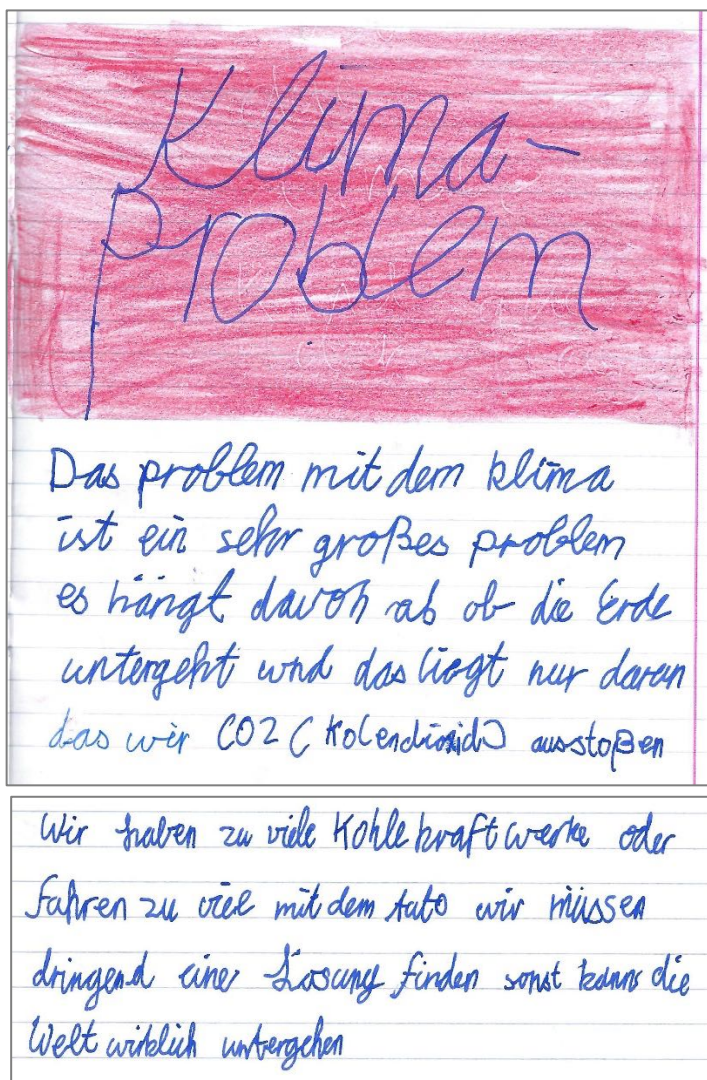 Klima-
Problem
Das problem mit dem klima
ist ein sehr großes problem
es hängt davon ab ob die Erde
untergeht und das liegt nur daran
das wir CO2 (Kolendioxid) ausstoßen
Wir haben zu viele Kohlekraftwerke oder
fahren zu viel mit dem Auto wir müssen
dringend eine Lösung finden sonst kann die
Welt wirklich untergehen